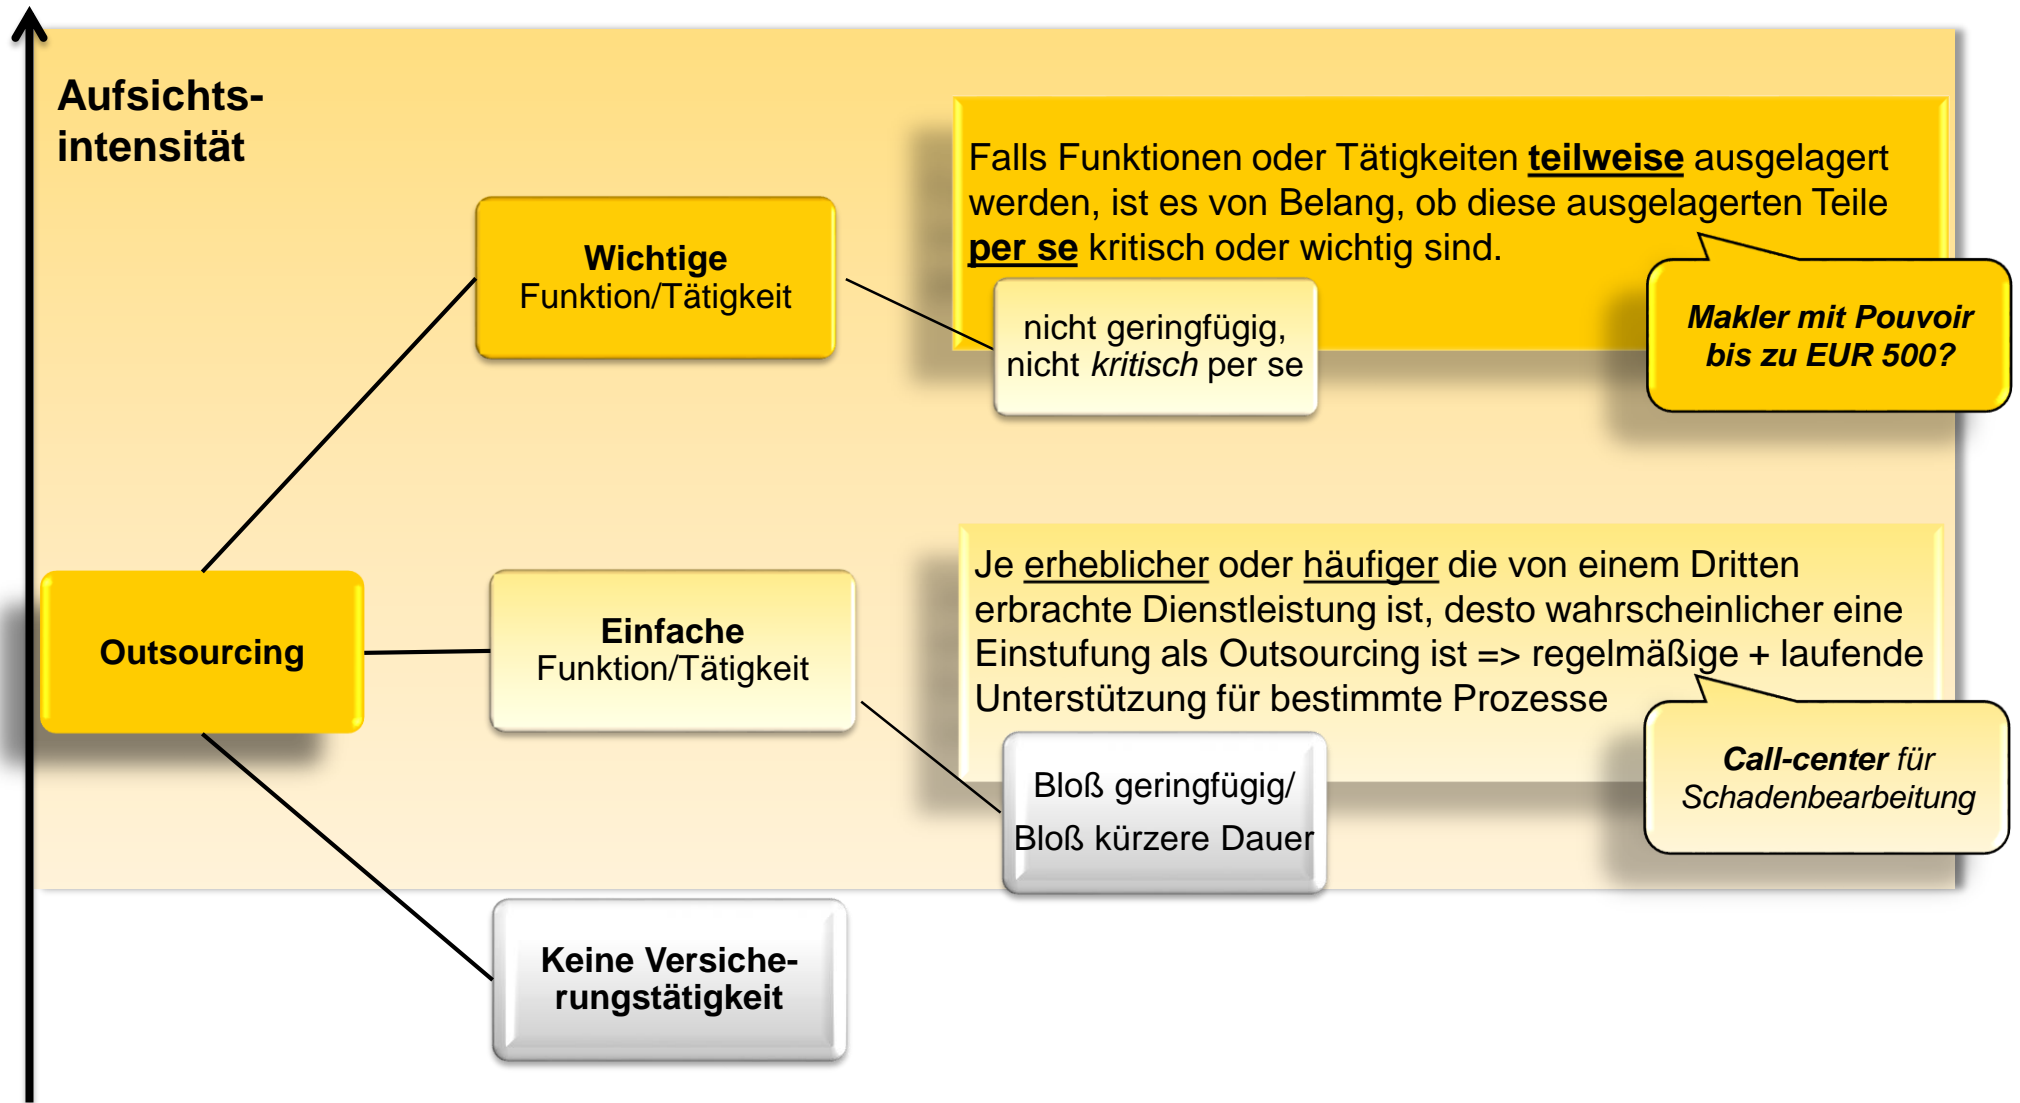 Aufsichts-
intensität
Falls Funktionen oder Tätigkeiten teilweise ausgelagert
werden, ist es von Belang, ob diese ausgelagerten Teile
per se kritisch oder wichtig sind.
Wichtige
Funktion/Tätigkeit
nicht geringfügig,
nicht kritisch per se
Makler mit Pouvoir
bis zu EUR 500?
Outsourcing
Einfache
Funktion/Tätigkeit
Je erheblicher oder häufiger die von einem Dritten
erbrachte Dienstleistung ist, desto wahrscheinlicher eine
Einstufung als Outsourcing ist => regelmäßige + laufende
Unterstützung für bestimmte Prozesse
Bloß geringfügig/
Bloß kürzere Dauer
Call-center für
Schadenbearbeitung
Keine Versiche-
rungstätigkeit